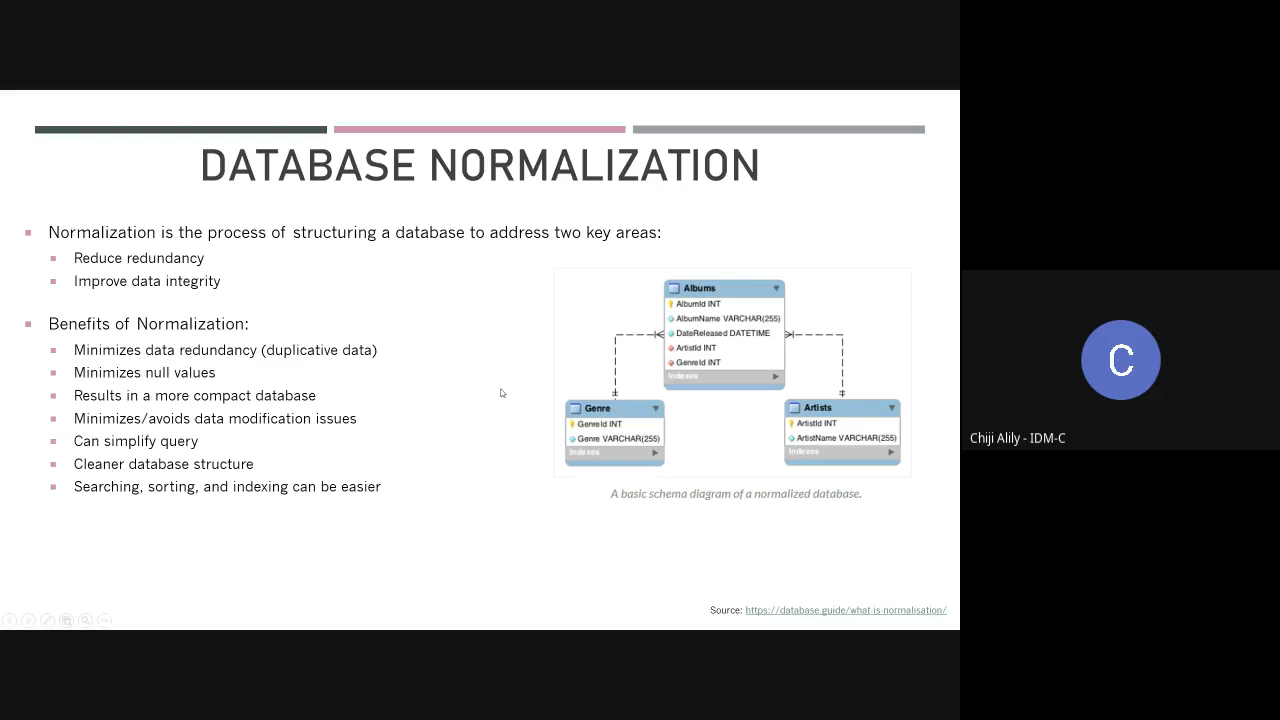 DATABASE NORMALIZATION
Normalization is the process of structuring a database to address two key areas:
Reduce redundancy
Improve data integrity
Benefits of Normalization:
Minimizes data redundancy (duplicative data)
Minimizes null values
Results in a more compact database
Minimizes/avoids data modification issues
Can simplify query
Cleaner database structure
Searching, sorting, and indexing can be easier
Albums
AlbumId INT
AlbumName VARCHAR(255)
DateReleased DATETIME
ArtistId INT
GenreId INT
Indexes
Genre
GenreId INT
Genre VARCHAR(255)
Indexes
Artists
ArtistId INT
ArtistName VARCHAR(255)
Indexes
A basic schema diagram of a normalized database.
Source: https://database.guide/what-is-normalisation/
C
Chiji Alily - IDM-C